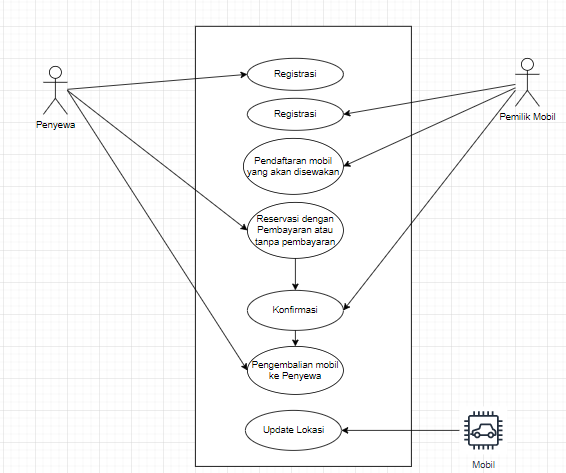 Registrasi
Penyewa
Registrasi
Pemilik Mobil
Pendaftaran mobil
yang akan disewakan
Reservasi dengan
Pembayaran atau
tanpa pembayaran
Konfirmasi
Pengembalian mobil
ke Penyewa
Update Lokasi
Mobil